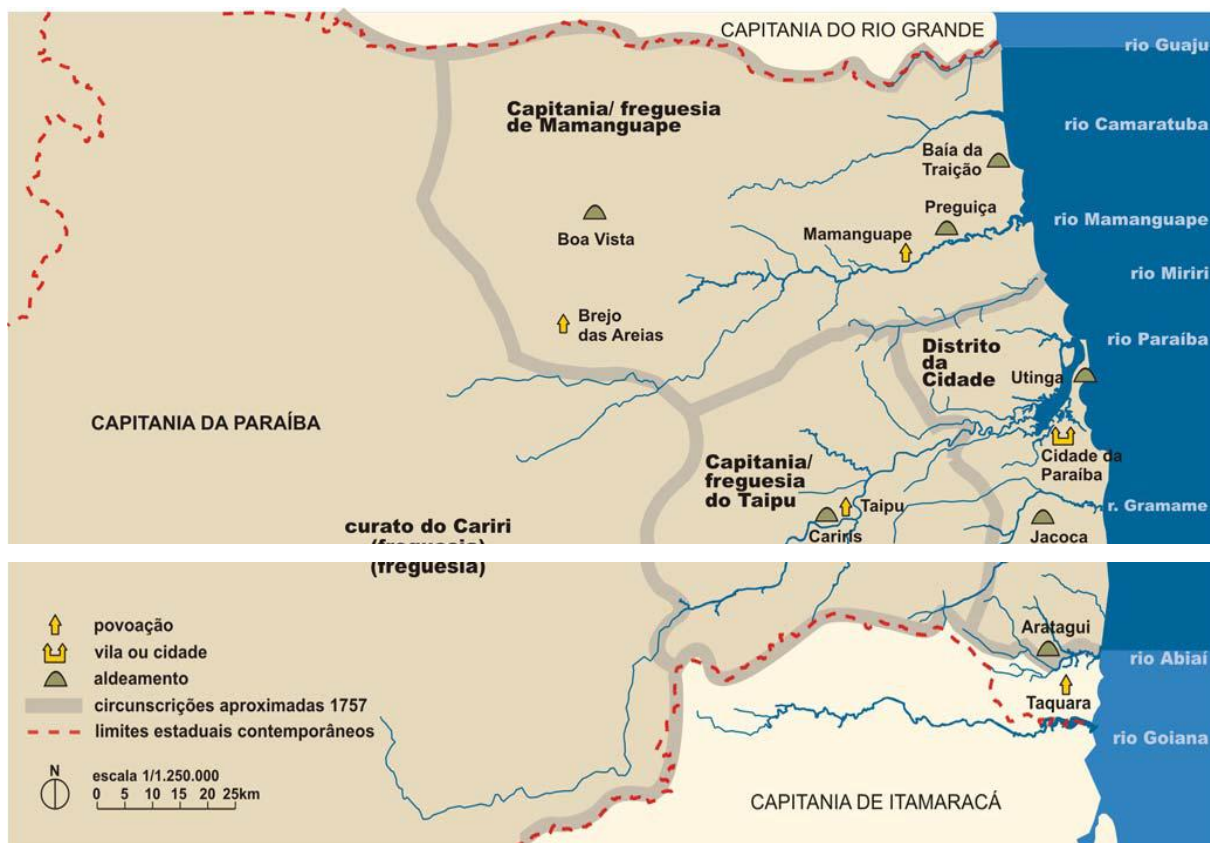 CAPITANIA DO RIO GRANDE
rio Guaju
Capitania/ freguesia
de Mamanguape
rio Camaratuba
Baía da
Traição
Preguiça
rio Mamanguape
Mamanguape
Boa Vista
rio Miriri
Brejo
das Areias
Distrito
da
Cidade
rio Paraíba
Utinga
CAPITANIA DA PARAÍBA
Cidade da
Paraíba
Capitania/
freguesia
do Taipu
Taipu
r. Gramame
curato do Cariri
(freguesia)
Cariris
Jacoca
(freguesia)
povoação
vila ou cidade
aldeamento
circunscrições aproximadas 1757
limites estaduais contemporâneos
Aratagui
rio Abiaí
Taquara
rio Goiana
N
escala 1/1.250.000
0 5 10 15 20 25km
CAPITANIA DE ITAMARACÁ